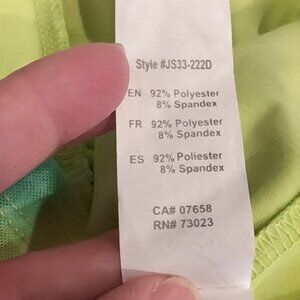 Style #JS33-222D
EN 92% Polyester
8% Spandex
FR 92% Polyester
8% Spandex
ES 92% Poliester
8% Spandex
CA# 07658
RN# 73023